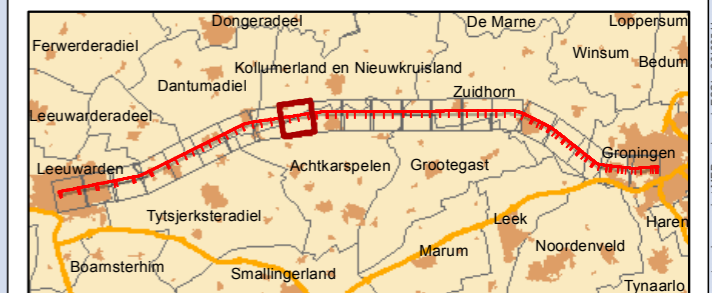 Dongeradeel
De Marne
Loppersum
Ferwerderadiel
Winsum
Bedum
Kollumerland en Nieuwkruisland
Dantumadiel
Zuidhorn
Leeuwarderadeel
Groningen
Leeuwarden
Achtkarspelen
Grootegast
Tytsjerksteradiel
Leek
Haren
Marum
Noordenveld
Boarnsterhim
Smallingerland
Tynaarlo